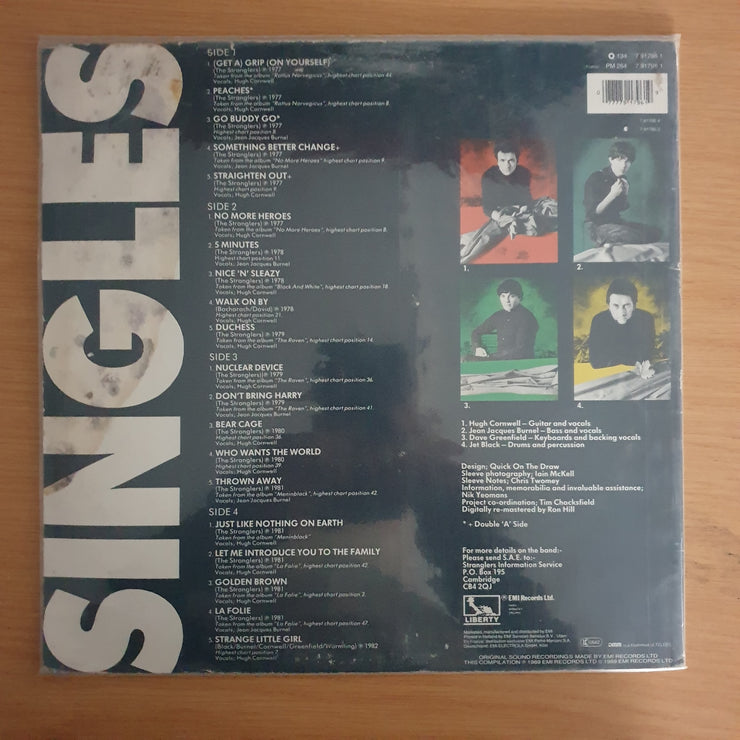 SINGLES
SIDE 1
1. (GET A) GRIP (ON YOURSELF)
(The Stranglers) ℗ 1977
Taken from the album "Rattus Norvegicus", highest chart position 44.
Vocals; Hugh Cornwell
2. PEACHES*
(The Stranglers) ℗ 1977
Taken from the album "Rattus Norvegicus", highest chart position 8.
Vocals; Hugh Cornwell
3. GO BUDDY GO*
(The Stranglers) ℗ 1977
Highest chart position 8.
Vocals; Jean Jacques Burnel
4. SOMETHING BETTER CHANGE+
(The Stranglers) ℗ 1977
Taken from the album "No More Heroes", highest chart position 9.
Vocals; Jean Jacques Burnel
5. STRAIGHTEN OUT+
(The Stranglers) ℗ 1977
Highest chart position 9.
Vocals; Hugh Cornwell
SIDE 2
1. NO MORE HEROES
(The Stranglers) ℗ 1977
Taken from the album "No More Heroes", highest chart position 8.
Vocals; Hugh Cornwell
2. 5 MINUTES
(The Stranglers) ℗ 1978
Highest chart position 11.
Vocals; Jean Jacques Burnel
3. NICE 'N' SLEAZY
(The Stranglers) ℗ 1978
Taken from the album "Black And White", highest chart position 18.
Vocals; Hugh Cornwell
4. WALK ON BY
(Bacharach/David) ℗ 1978
Highest chart position 21.
Vocals; Hugh Cornwell
5. DUCHESS
(The Stranglers) ℗ 1979
Taken from the album "The Raven", highest chart position 14.
Vocals; Hugh Cornwell
SIDE 3
1. NUCLEAR DEVICE
(The Stranglers) ℗ 1979
Taken from the album "The Raven", highest chart position 36.
Vocals; Hugh Cornwell
2. DON'T BRING HARRY
(The Stranglers) ℗ 1979
Taken from the album "The Raven", highest chart position 41.
Vocals; Jean Jacques Burnel
3. BEAR CAGE
(The Stranglers) ℗ 1980
Highest chart position 36.
Vocals; Hugh Cornwell
4. WHO WANTS THE WORLD
(The Stranglers) ℗ 1980
Highest chart position 39.
Vocals; Hugh Cornwell
5. THROWN AWAY
(The Stranglers) ℗ 1981
Taken from the album "Meninblack", highest chart position 42.
Vocals; Jean Jacques Burnel
SIDE 4
1. JUST LIKE NOTHING ON EARTH
(The Stranglers) ℗ 1981
Taken from the album "Meninblack"
Vocals; Hugh Cornwell
2. LET ME INTRODUCE YOU TO THE FAMILY
(The Stranglers) ℗ 1981
Taken from the album "La Folie", highest chart position 42.
Vocals; Hugh Cornwell
3. GOLDEN BROWN
(The Stranglers) ℗ 1981
Taken from the album "La Folie", highest chart position 2.
Vocals; Hugh Cornwell
4. LA FOLIE
(The Stranglers) ℗ 1981
Taken from the album "La Folie", highest chart position 47.
Vocals; Jean Jacques Burnel
5. STRANGE LITTLE GIRL
(Black/Burnel/Cornwell/Greenfield/Warmling) ℗ 1982
Highest chart position 7.
Vocals; Hugh Cornwell
134 7 91796 1
PM 264 7 91796 1
1.
2.
3.
4.
1. Hugh Cornwell – Guitar and vocals
2. Jean Jacques Burnel – Bass and vocals
3. Dave Greenfield – Keyboards and backing vocals
4. Jet Black – Drums and percussion
Design; Quick On The Draw
Sleeve photography; Iain McKell
Sleeve Notes; Chris Twomey
Information, memorabilia and invaluable assistance;
Nik Yeomans
Project co-ordination; Tim Chacksfield
Digitally re-mastered by Ron Hill
* + Double 'A' Side
For more details on the band:-
Please send S.A.E. to:-
Stranglers Information Service
P.O. Box 195
Cambridge
CB4 2QJ
LIBERTY
EMI Records Ltd.
ORIGINAL SOUND RECORDINGS MADE BY EMI RECORDS LTD
THIS COMPILATION ℗ 1989 EMI RECORDS LTD © 1989 EMI RECORDS LTD